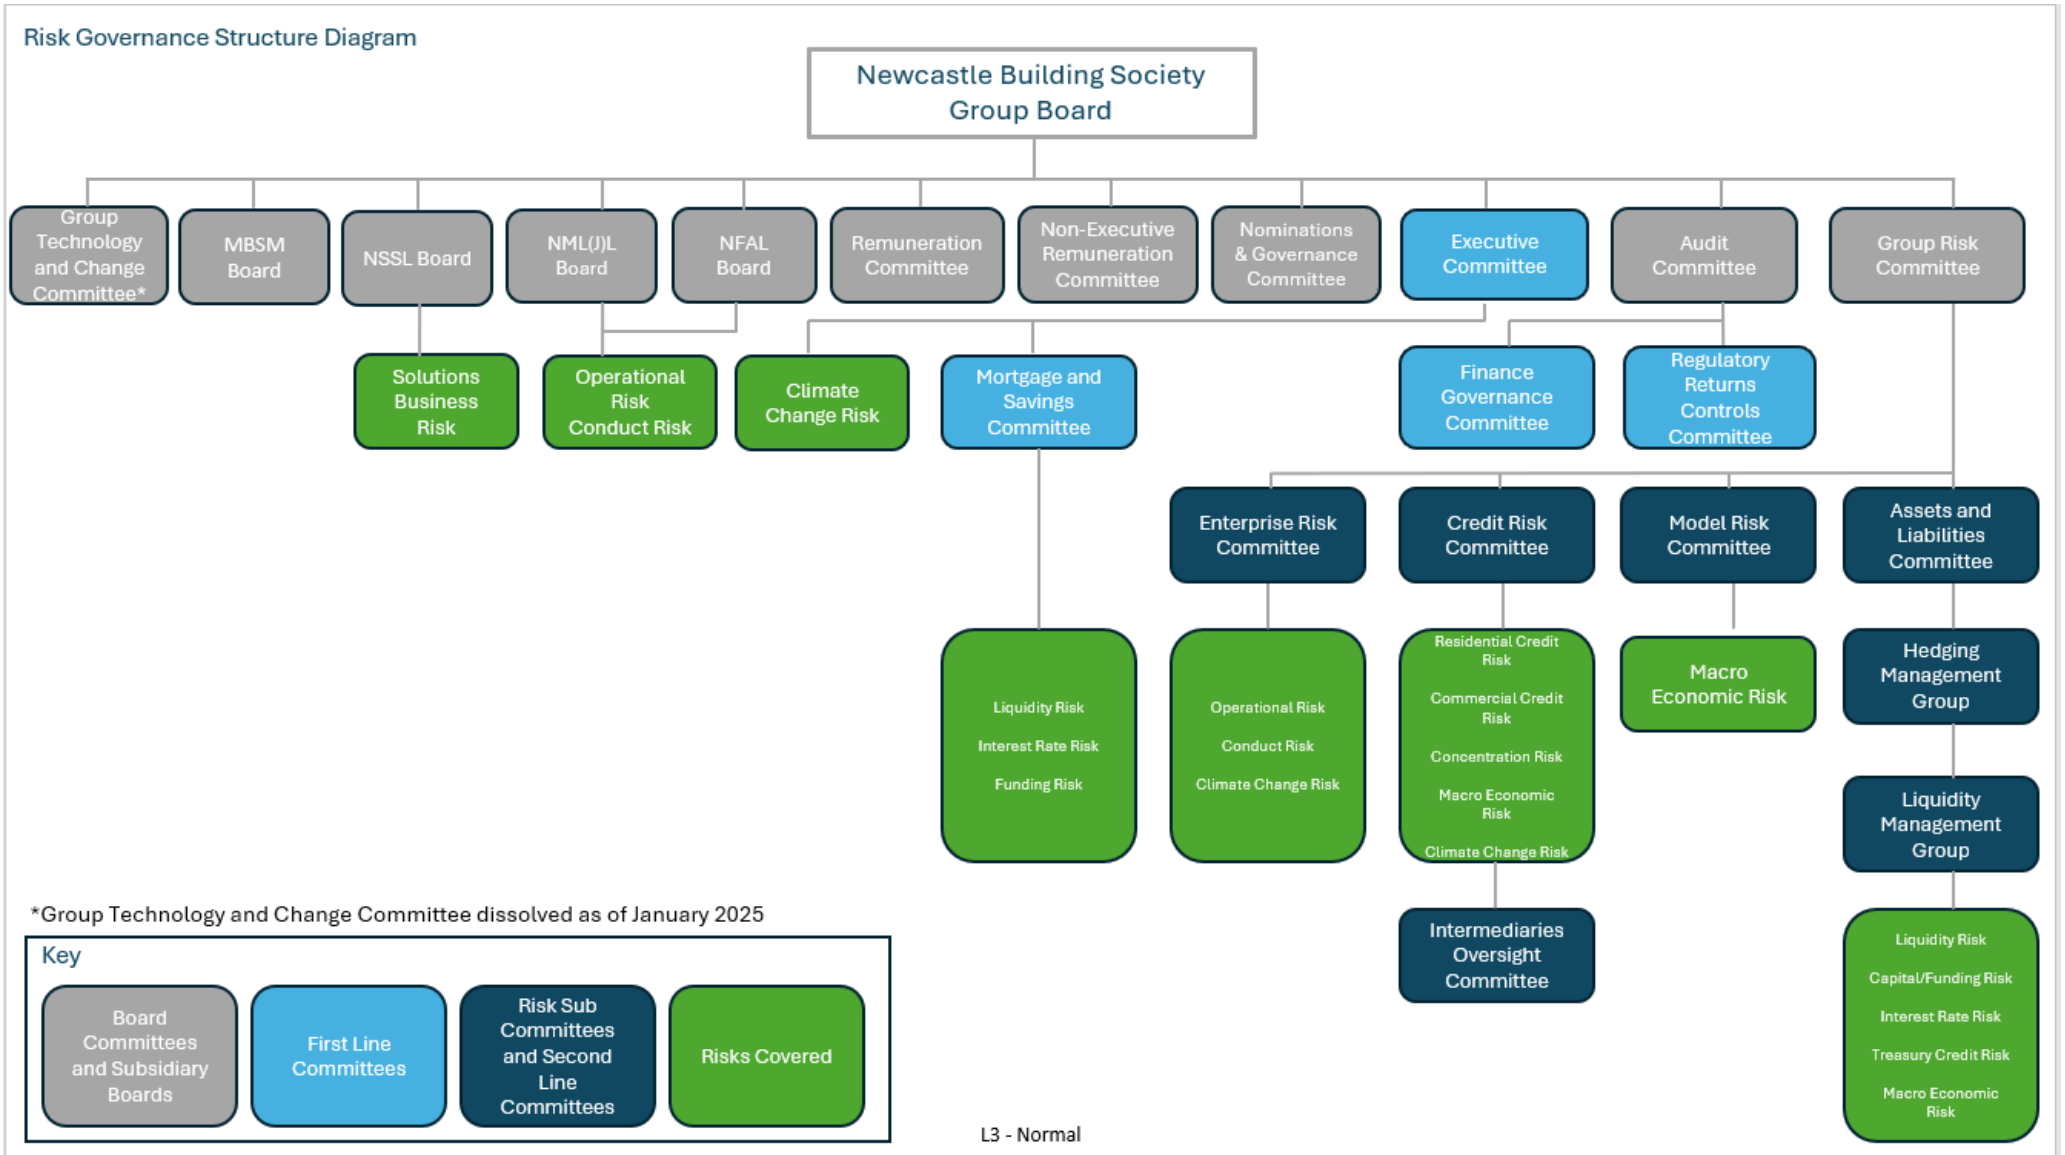 Risk Governance Structure Diagram
Newcastle Building Society
Group Board
Group
Technology
and Change
Committee*
MBSM
Board
NSSL Board
NML(J)L
Board
NFAL
Board
Remuneration
Committee
Non-Executive
Remuneration
Committee
Nominations
& Governance
Committee
Executive
Committee
Audit
Committee
Group Risk
Committee
Solutions
Business
Risk
Operational
Risk
Conduct Risk
Climate
Change Risk
Mortgage and
Savings
Committee
Finance
Governance
Committee
Regulatory
Returns
Controls
Committee
Enterprise Risk
Committee
Credit Risk
Committee
Model Risk
Committee
Assets and
Liabilities
Committee
Liquidity Risk
Interest Rate Risk
Funding Risk
Operational Risk
Conduct Risk
Climate Change Risk
Residential Credit
Risk
Commercial Credit
Risk
Concentration Risk
Macro Economic
Risk
Climate Change Risk
Macro
Economic Risk
Hedging
Management
Group
Liquidity
Management
Group
Intermediaries
Oversight
Committee
Liquidity Risk
Capital/Funding Risk
Interest Rate Risk
Treasury Credit Risk
Macro Economic
Risk
*Group Technology and Change Committee dissolved as of January 2025
Key
Board
Committees
and Subsidiary
Boards
First Line
Committees
Risk Sub
Committees
and Second
Line
Committees
Risks Covered
L3 - Normal